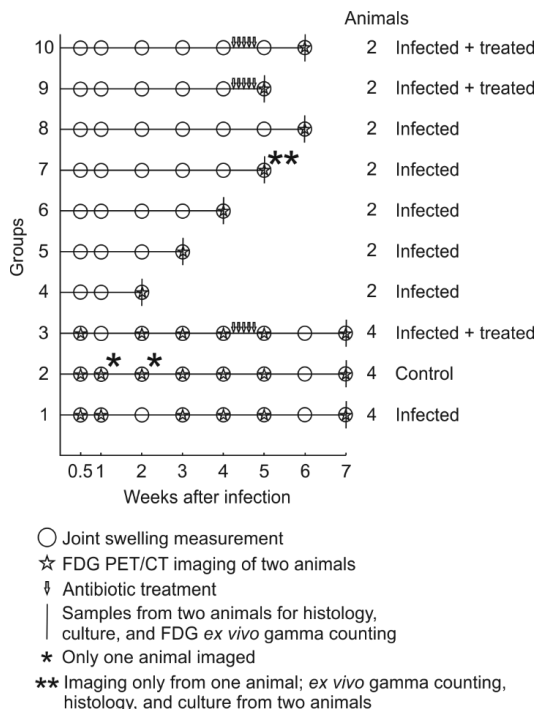 Animals
10 2 Infected + treated
9 2 Infected + treated
8 2 Infected
7 ** 2 Infected
6 2 Infected
5 2 Infected
4 2 Infected
3 4 Infected + treated
2 * * 4 Control
1 4 Infected
Groups
0.5 1 2 3 4 5 6 7
Weeks after infection
Joint swelling measurement
FDG PET/CT imaging of two animals
Antibiotic treatment
Samples from two animals for histology,
culture, and FDG ex vivo gamma counting
* Only one animal imaged
** Imaging only from one animal; ex vivo gamma counting,
histology, and culture from two animals